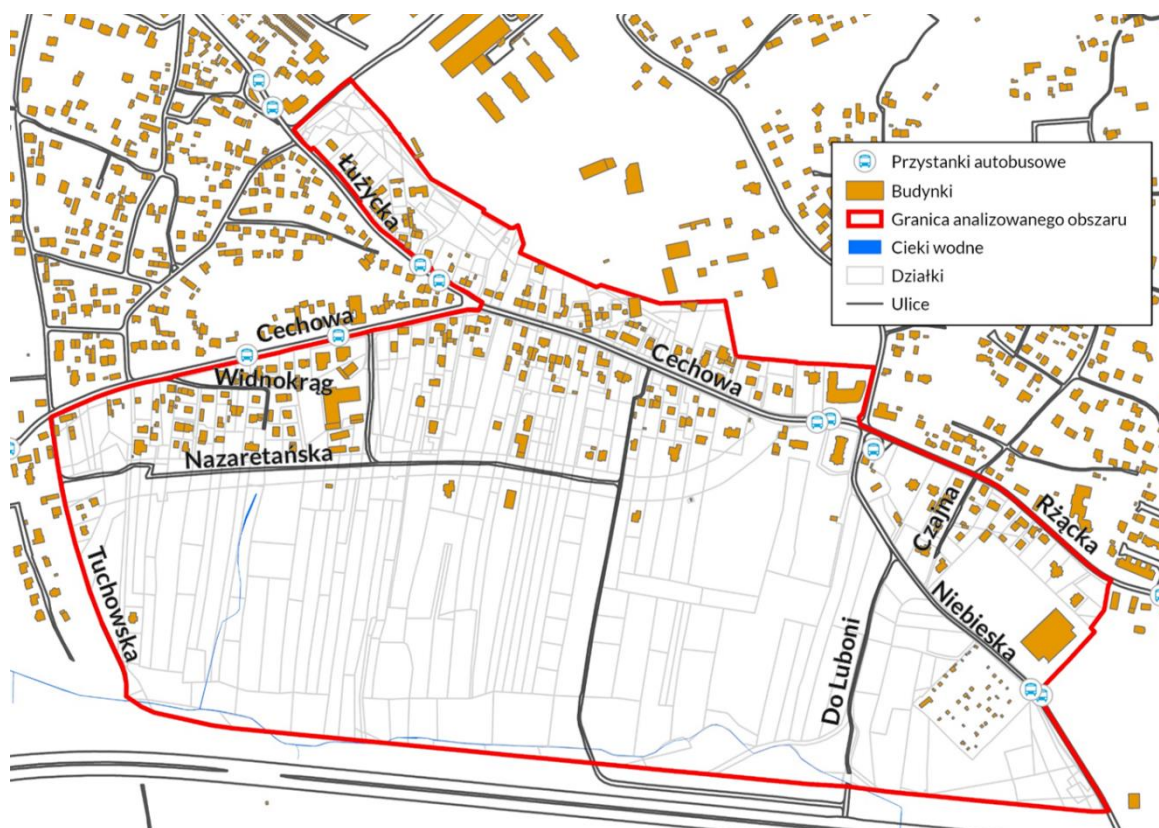 Przystanki autobusowe
Budynki
Granica analizowanego obszaru
Cieki wodne
Działki
Ulice
Łużycka
Cechowa
Widnokrąg
Cechowa
Nazaretańska
Czajna
Rżącka
Tuchowska
Niebieska
Do Luboni